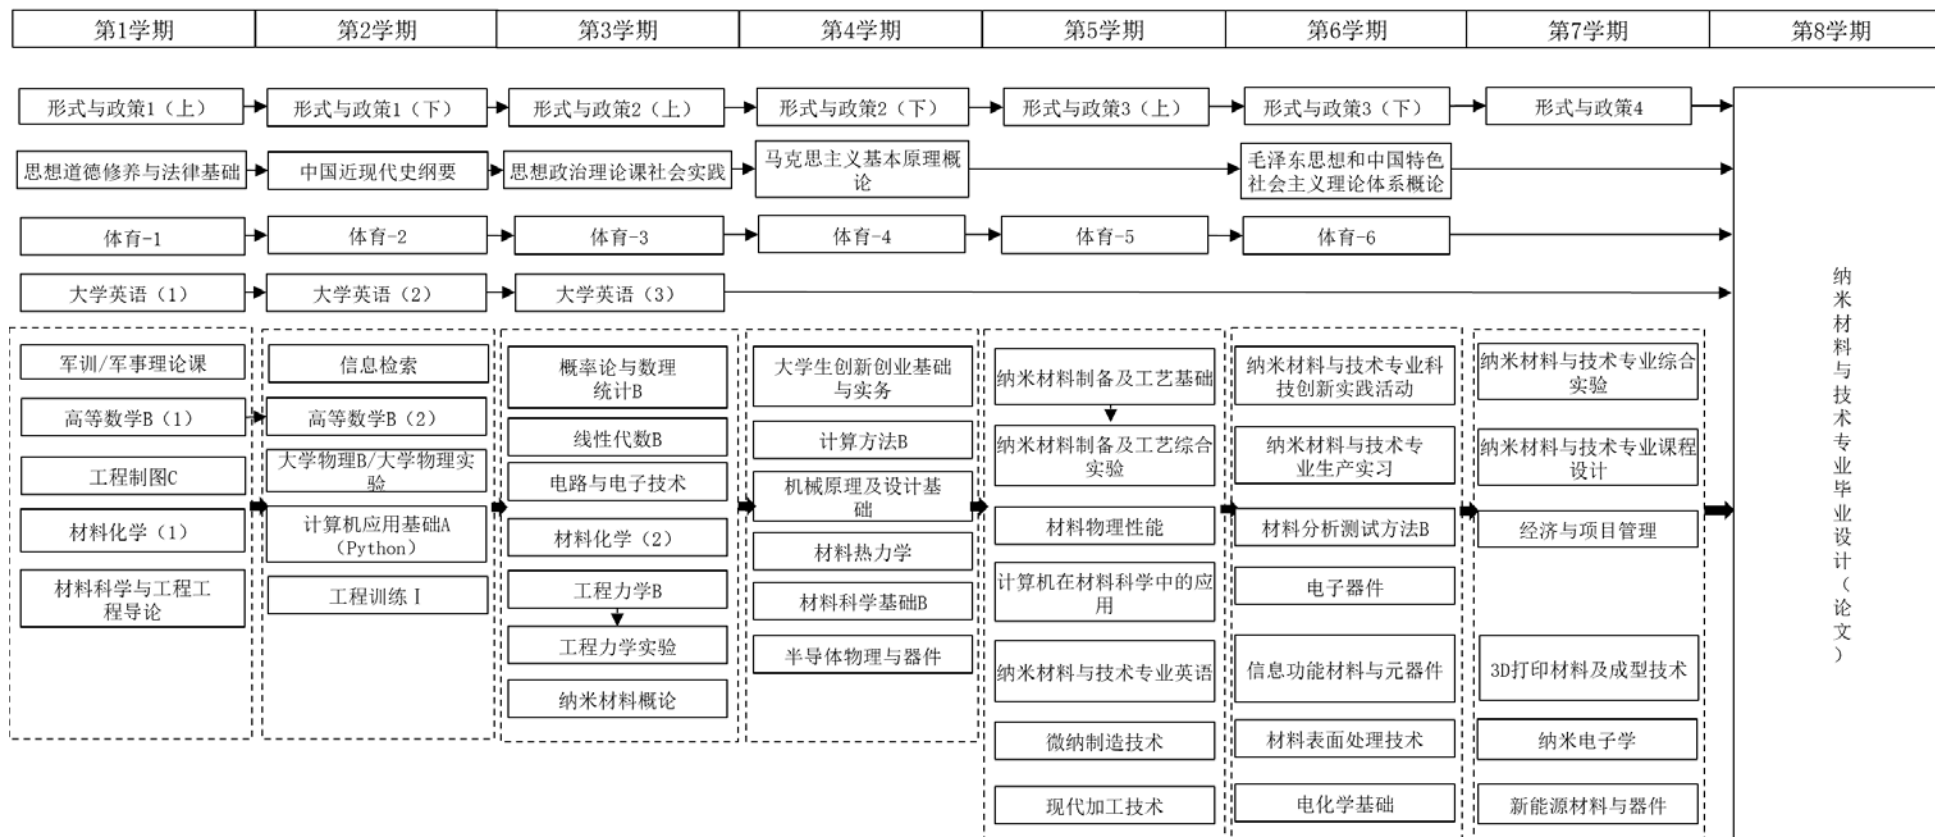 第1学期
第2学期
第3学期
第4学期
第5学期
第6学期
第7学期
第8学期
形式与政策1（上）
形式与政策1（下）
形式与政策2（上）
形式与政策2（下）
形式与政策3（上）
形式与政策3（下）
形式与政策4
思想道德修养与法律基础
中国近现代史纲要
思想政治理论课社会实践
马克思主义基本原理概
论
毛泽东思想和中国特色
社会主义理论体系概论
体育-1
体育-2
体育-3
体育-4
体育-5
体育-6
大学英语（1）
大学英语（2）
大学英语（3）
军训/军事理论课
高等数学B（1）
工程制图C
材料化学（1）
材料科学与工程工
程导论
信息检索
高等数学B（2）
大学物理B/大学物理实
验
计算机应用基础A
（Python）
工程训练Ⅰ
概率论与数理
统计B
线性代数B
电路与电子技术
材料化学（2）
工程力学B
工程力学实验
纳米材料概论
大学生创新创业基础
与实务
计算方法B
机械原理及设计基
础
材料热力学
材料科学基础B
半导体物理与器件
纳米材料制备及工艺基础
纳米材料制备及工艺综合
实验
材料物理性能
计算机在材料科学中的应
用
纳米材料与技术专业英语
微纳制造技术
现代加工技术
纳米材料与技术专业科
技创新实践活动
纳米材料与技术专
业生产实习
材料分析测试方法B
电子器件
信息功能材料与元器件
材料表面处理技术
电化学基础
纳米材料与技术专业综合
实验
纳米材料与技术专业课程
设计
经济与项目管理
3D打印材料及成型技术
纳米电子学
新能源材料与器件
纳米材料与技术专业毕业设计（论文）